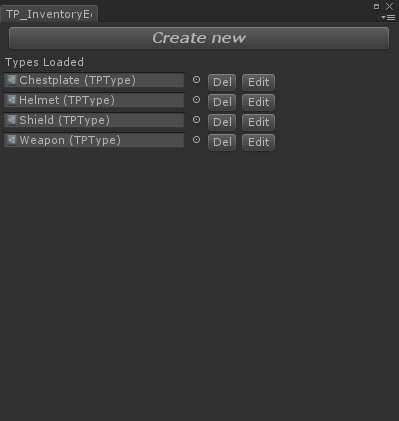 TP_InventoryE
Create new
Types Loaded
Chestplate (TPType) Del Edit
Helmet (TPType) Del Edit
Shield (TPType) Del Edit
Weapon (TPType) Del Edit